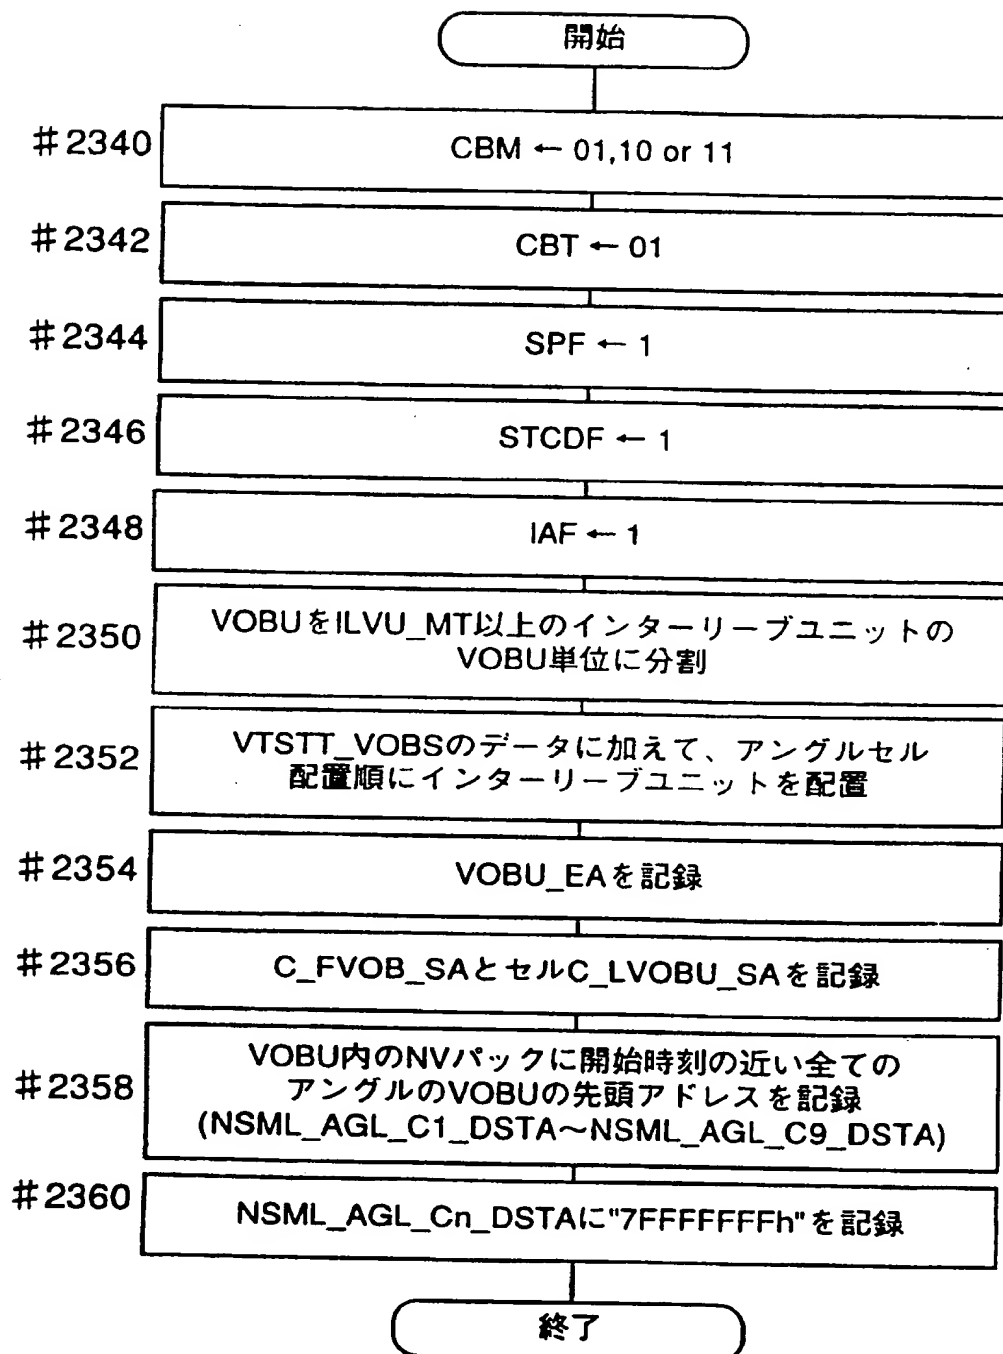 開始
#2340
CBM ← 01,10 or 11
#2342
CBT ← 01
#2344
SPF ← 1
#2346
STCDF ← 1
#2348
IAF ← 1
#2350
VOBUをILVU_MT以上のインターリーブユニットの
VOBU単位に分割
#2352
VTSTT_VOBSのデータに加えて、アングルセル
配置順にインターリーブユニットを配置
#2354
VOBU_EAを記録
#2356
C_FVOB_SAとセルC_LVOBU_SAを記録
#2358
VOBU内のNVパックに開始時刻の近い全ての
アングルのVOBUの先頭アドレスを記録
(NSML_AGL_C1_DSTA～NSML_AGL_C9_DSTA)
#2360
NSML_AGL_Cn_DSTAに"7FFFFFFFh"を記録
終了